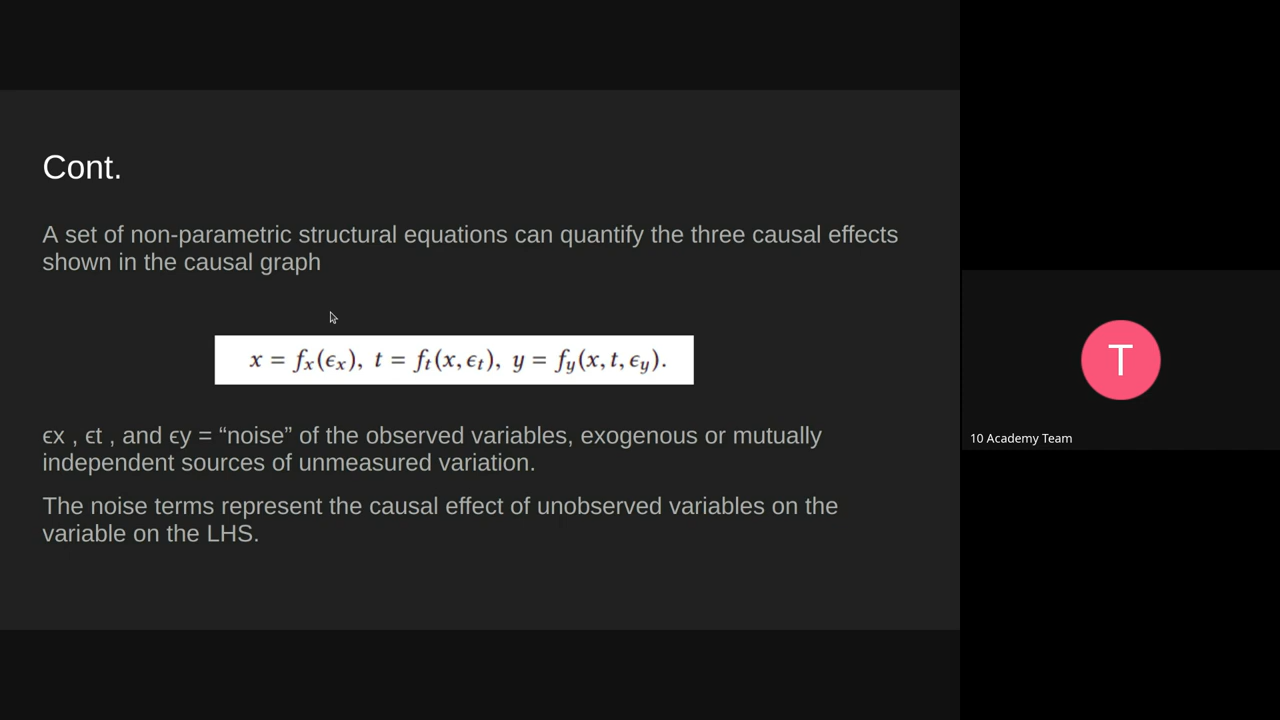 Cont.
A set of non-parametric structural equations can quantify the three causal effects
shown in the causal graph
x = fx(ϵx), t = ft(x, ϵt), y = fy(x, t, ϵy).
ϵx , ϵt , and ϵy = “noise” of the observed variables, exogenous or mutually
independent sources of unmeasured variation.
The noise terms represent the causal effect of unobserved variables on the
variable on the LHS.
T
10 Academy Team